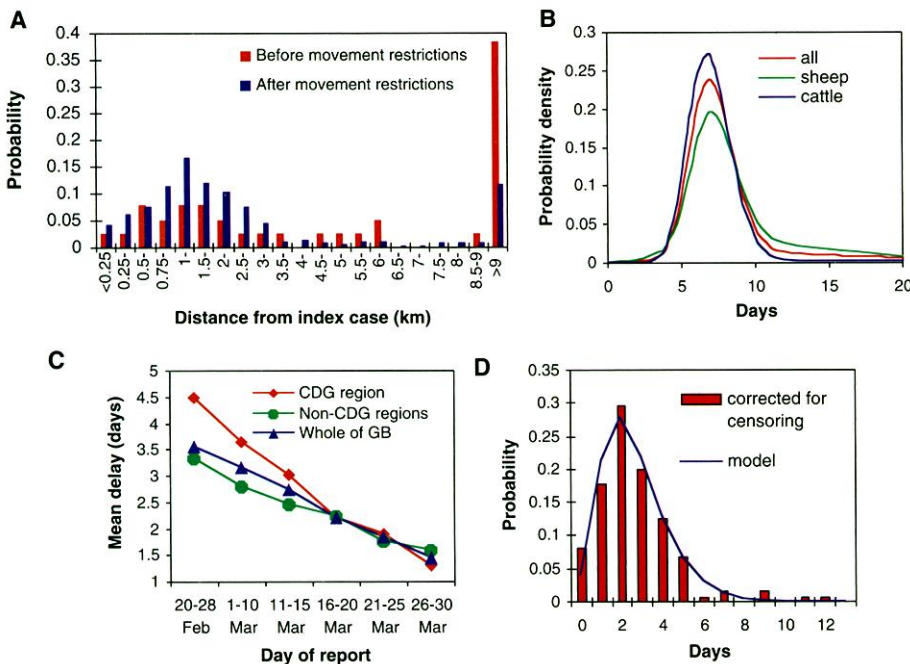 A
Probability
0.4
0.35
0.3
0.25
0.2
0.15
0.1
0.05
0
Before movement restrictions
After movement restrictions
<0.25
0.25-
0.5-
0.75-
1-
1.5-
2-
2.5-
3-
3.5-
4-
4.5-
5-
5.5-
6-
6.5-
7-
7.5-
8-
8.5-9
>9
Distance from index case (km)
B
Probability density
0.3
0.25
0.2
0.15
0.1
0.05
0
all
sheep
cattle
0 5 10 15 20
Days
C
Mean delay (days)
5
4.5
4
3.5
3
2.5
2
1.5
1
CDG region
Non-CDG regions
Whole of GB
20-28 1-10 11-15 16-20 21-25 26-30
Feb Mar Mar Mar Mar Mar
Day of report
D
Probability
0.35
0.3
0.25
0.2
0.15
0.1
0.05
0
corrected for
censoring
model
0 2 4 6 8 10 12
Days